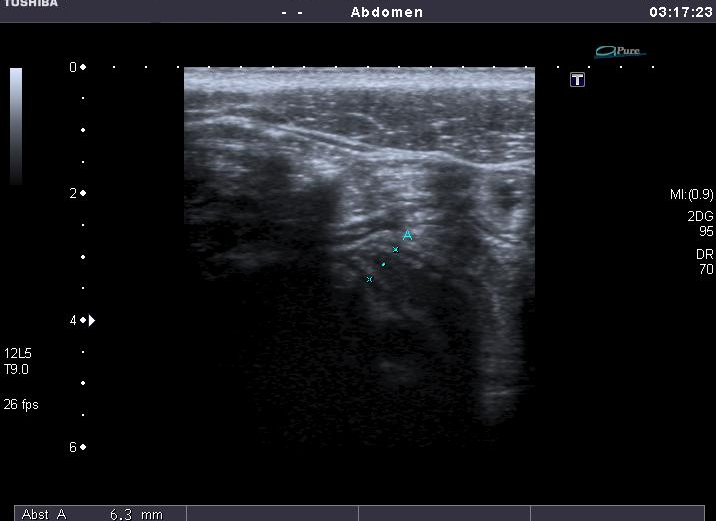 TOSHIBA
- - Abdomen 03:17:23
aPure
T
0
2
4
6
MI:(0.9)
2DG
95
DR
70
12L5
T9.0
26 fps
A
Abst A 6.3 mm